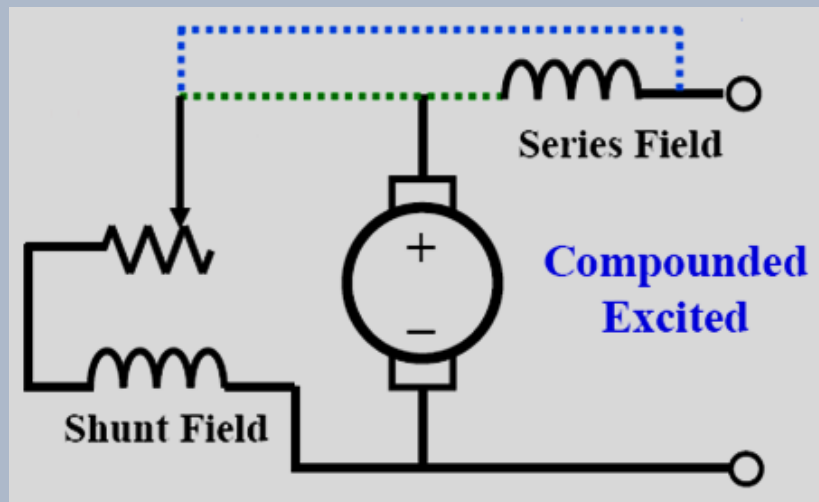 Series Field
+
Compounded
Excited
−
Shunt Field